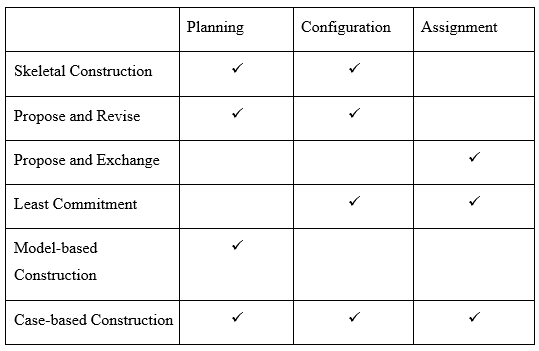 Planning Configuration Assignment
Skeletal Construction ✓ ✓
Propose and Revise ✓ ✓
Propose and Exchange ✓
Least Commitment ✓ ✓
Model-based ✓
Construction
Case-based Construction ✓ ✓ ✓